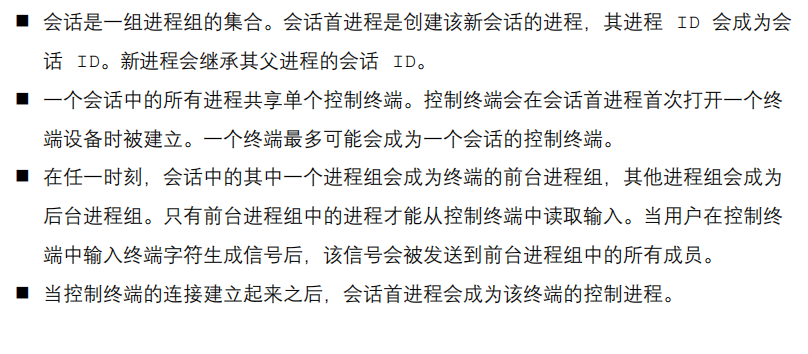 ■ 会话是一组进程组的集合。会话首进程是创建该新会话的进程，其进程 ID 会成为会
话 ID。新进程会继承其父进程的会话 ID。
■ 一个会话中的所有进程共享单个控制终端。控制终端会在会话首进程首次打开一个终
端设备时被建立。一个终端最多可能会成为一个会话的控制终端。
■ 在任一时刻，会话中的其中一个进程组会成为终端的前台进程组，其他进程组会成为
后台进程组。只有前台进程组中的进程才能从控制终端中读取输入。当用户在控制终
端中输入终端字符生成信号后，该信号会被发送到前台进程组中的所有成员。
■ 当控制终端的连接建立起来之后，会话首进程会成为该终端的控制进程。